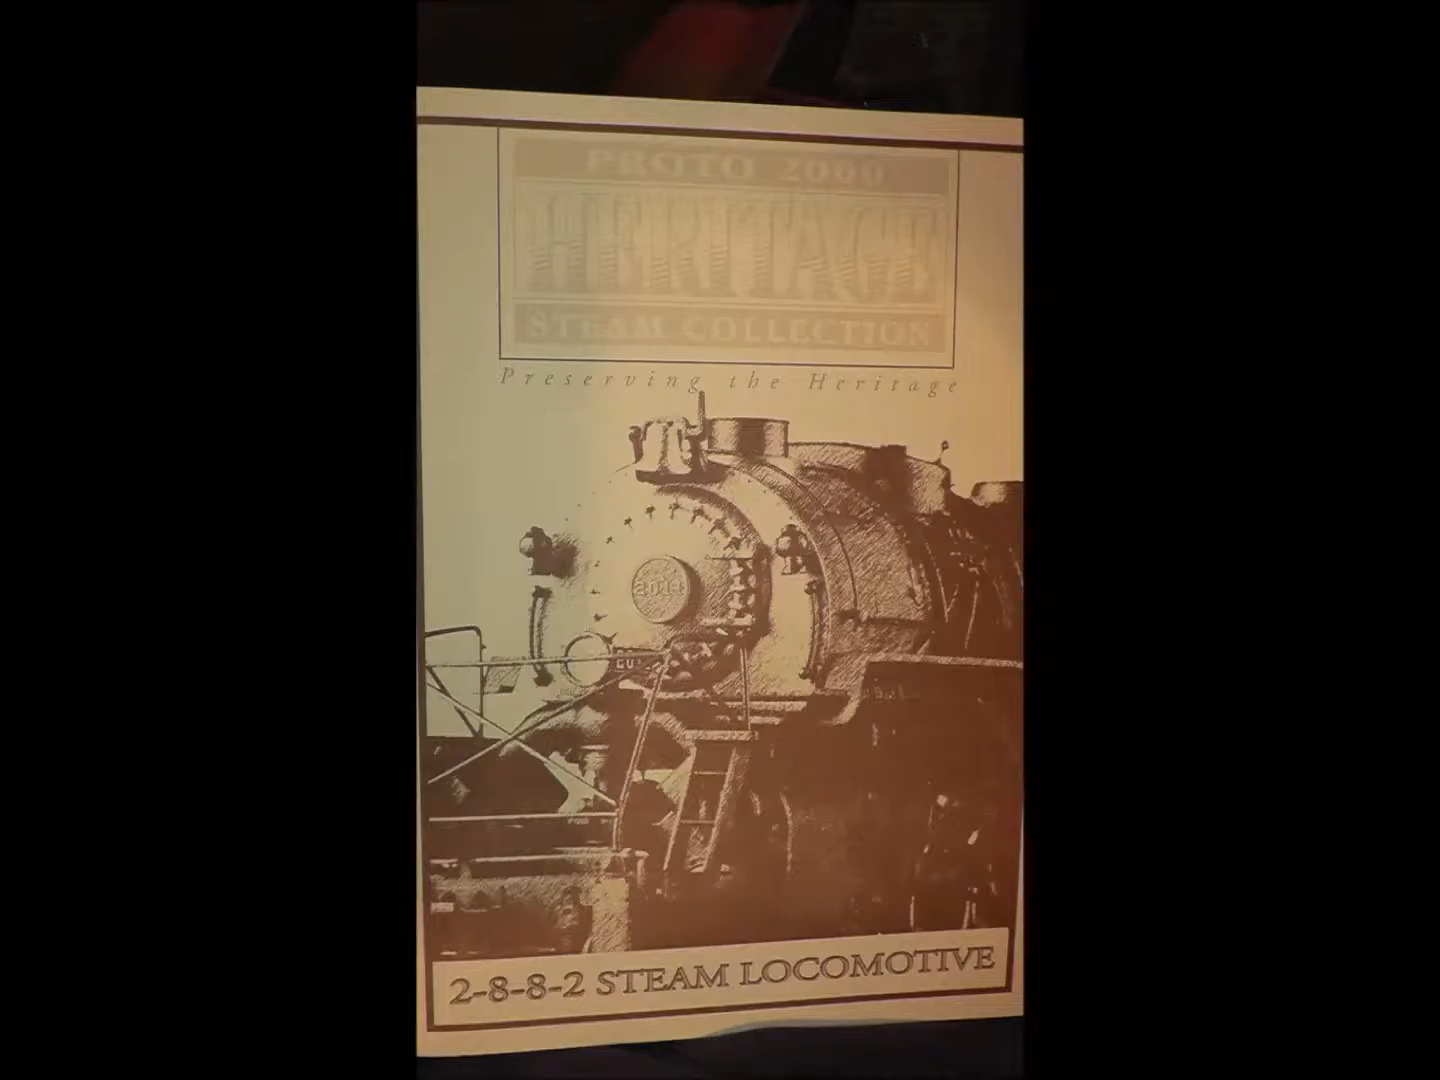 PROTO 2000
HERITAGE
STEAM COLLECTION
Preserving the Heritage
2-8-8-2 STEAM LOCOMOTIVE